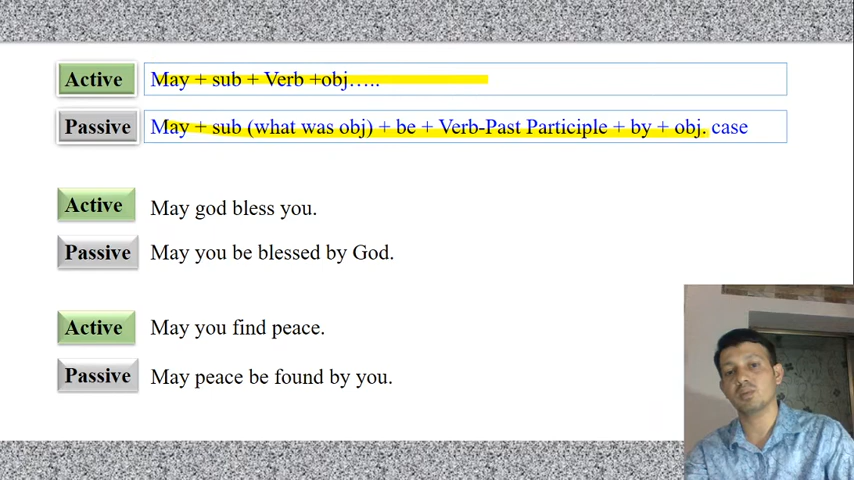 Active May + sub + Verb +obj…..
Passive May + sub (what was obj) + be + Verb-Past Participle + by + obj. case
Active May god bless you.
Passive May you be blessed by God.
Active May you find peace.
Passive May peace be found by you.